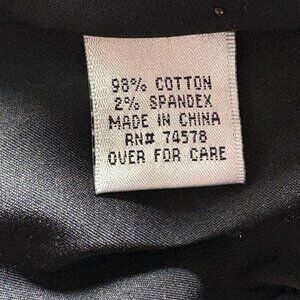 98% COTTON
2% SPANDEX
MADE IN CHINA
RN# 74578
OVER FOR CARE